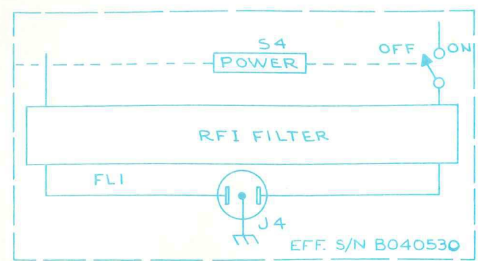 S4
OFF ON
POWER
RFI FILTER
FL1
J4
EFF. S/N B040530